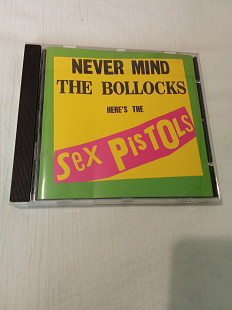 NEVER MIND
THE BOLLOCKS
HERE'S THE
Sex PiSTOLS